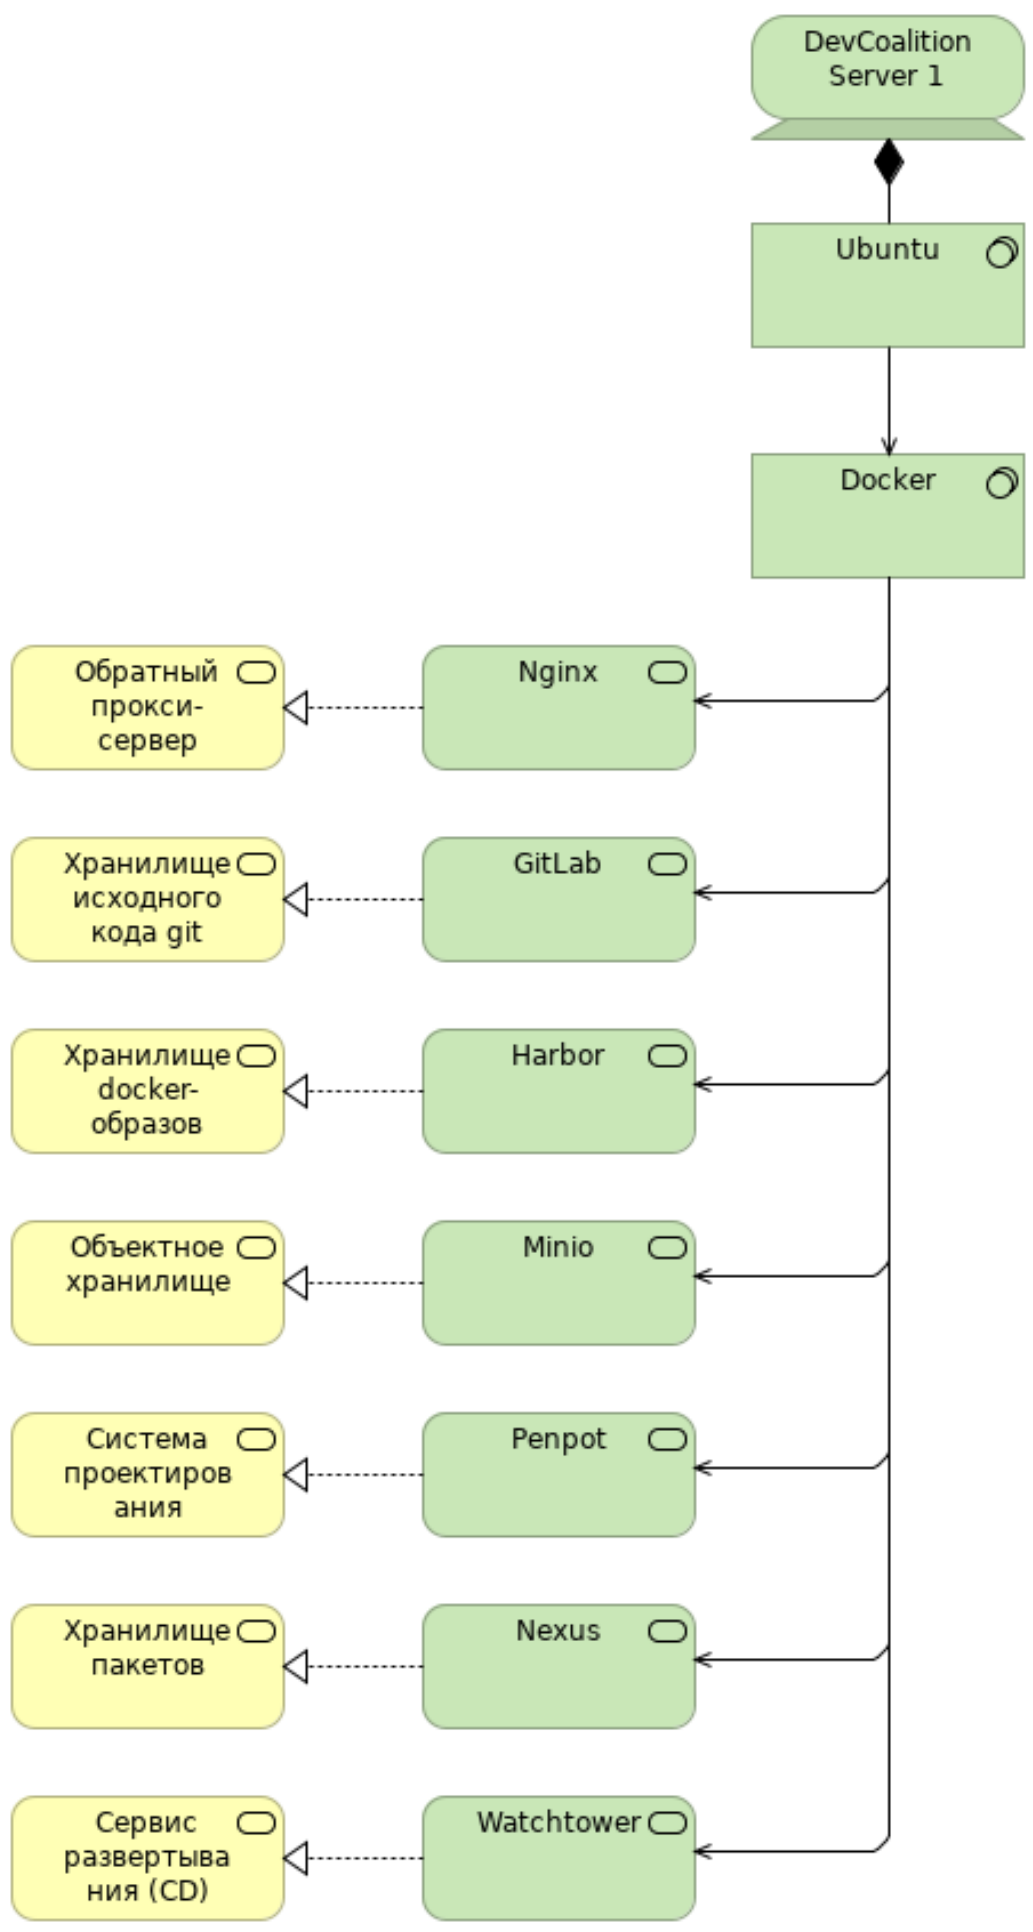 DevCoalition
Server 1
Ubuntu
Docker
Обратный
прокси-
сервер
Nginx
Хранилище
исходного
кода git
GitLab
Хранилище
docker-
образов
Harbor
Объектное
хранилище
Minio
Система
проектиров
ания
Penpot
Хранилище
пакетов
Nexus
Сервис
развертыва
ния (CD)
Watchtower